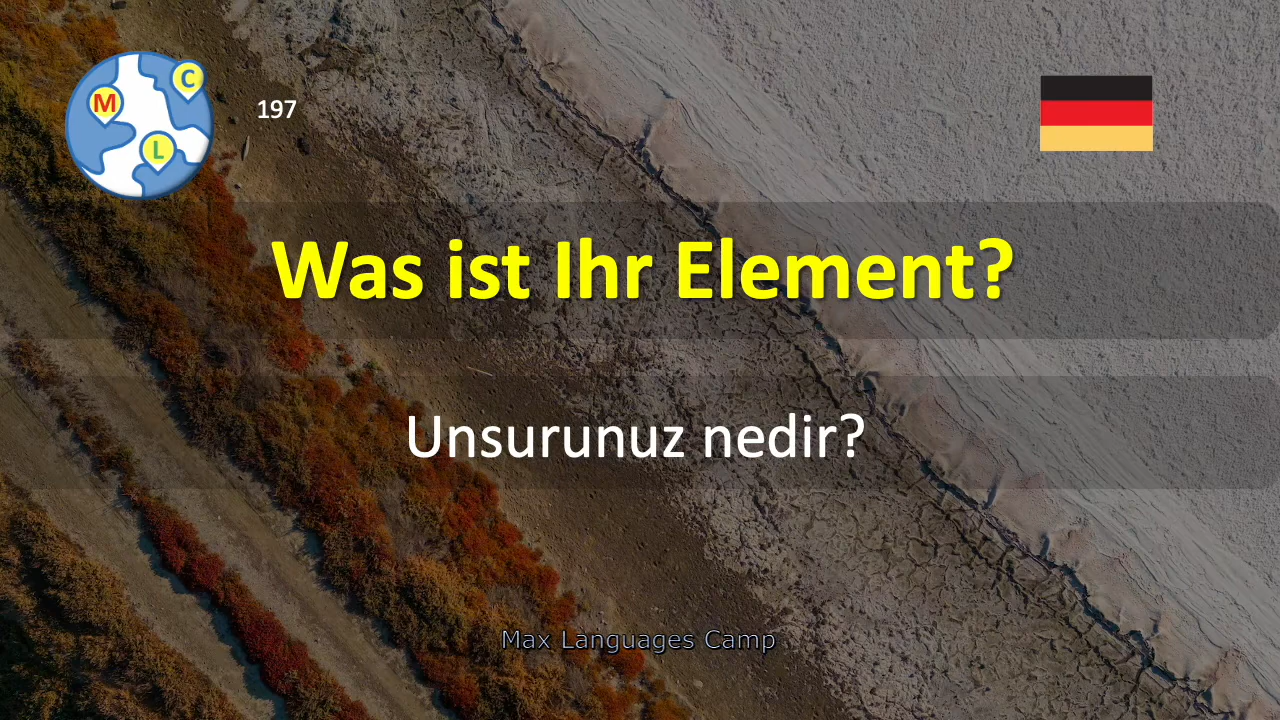 C
M
L
197
Was ist Ihr Element?
Unsurunuz nedir?
Max Languages Camp